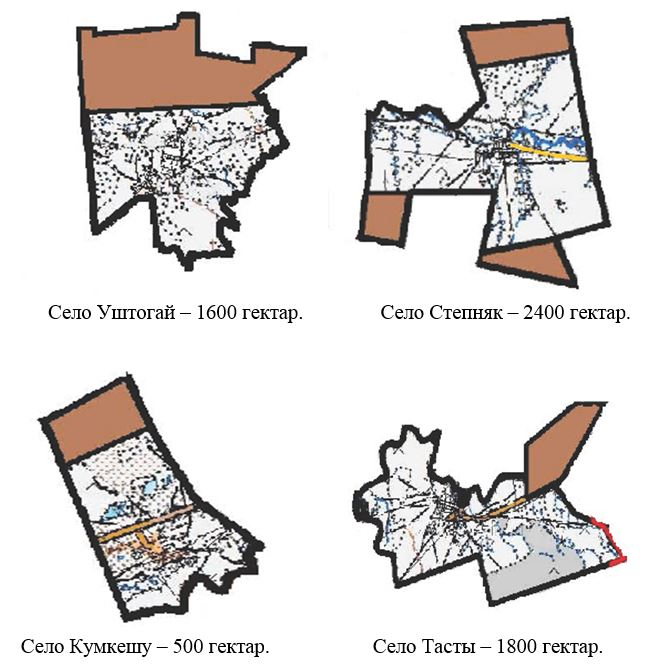 Село Уштогай – 1600 гектар.
Село Степняк – 2400 гектар.
Село Кумкешу – 500 гектар.
Село Тасты – 1800 гектар.